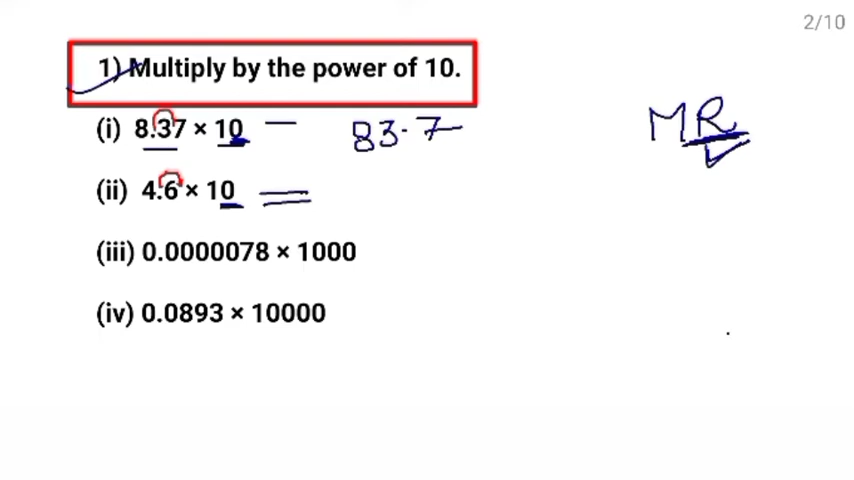 2/10
1) Multiply by the power of 10.
(i) 8.37 × 10 = 83.7 MR
(ii) 4.6 × 10 =
(iii) 0.0000078 × 1000
(iv) 0.0893 × 10000